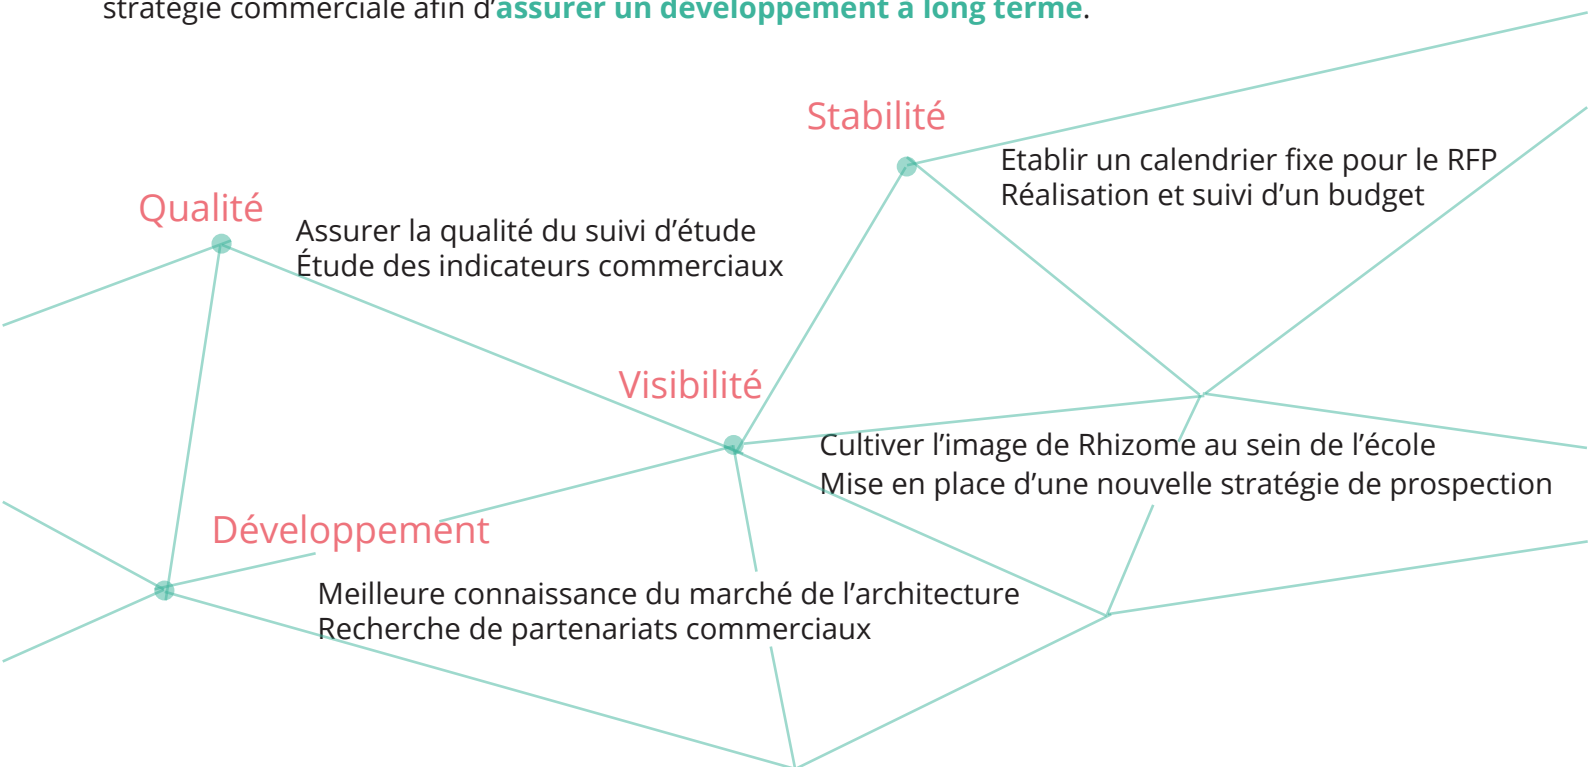 stratégie commerciale afin d’assurer un développement à long terme.
Stabilité
Etablir un calendrier fixe pour le RFP
Réalisation et suivi d’un budget
Qualité
Assurer la qualité du suivi d’étude
Étude des indicateurs commerciaux
Visibilité
Cultiver l’image de Rhizome au sein de l’école
Mise en place d’une nouvelle stratégie de prospection
Développement
Meilleure connaissance du marché de l’architecture
Recherche de partenariats commerciaux